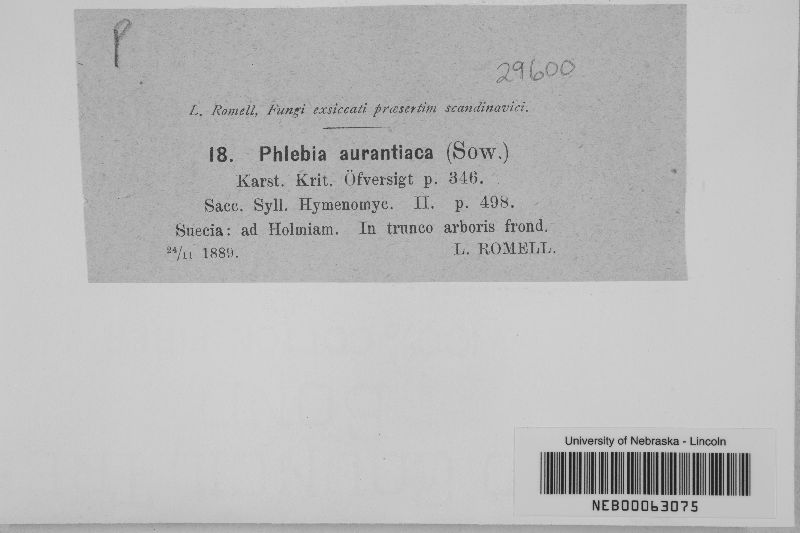 P
29600
L. Romell, Fungi exsiccati præsertim scandinavici.
18. Phlebia aurantiaca (Sow.)
Karst. Krit. Öfversigt p. 346.
Sacc. Syll. Hymenomyc. II. p. 498.
Suecia: ad Holmiam. In trunco arboris frond.
24/11 1889. L. ROMELL.
University of Nebraska - Lincoln
NEB00063075